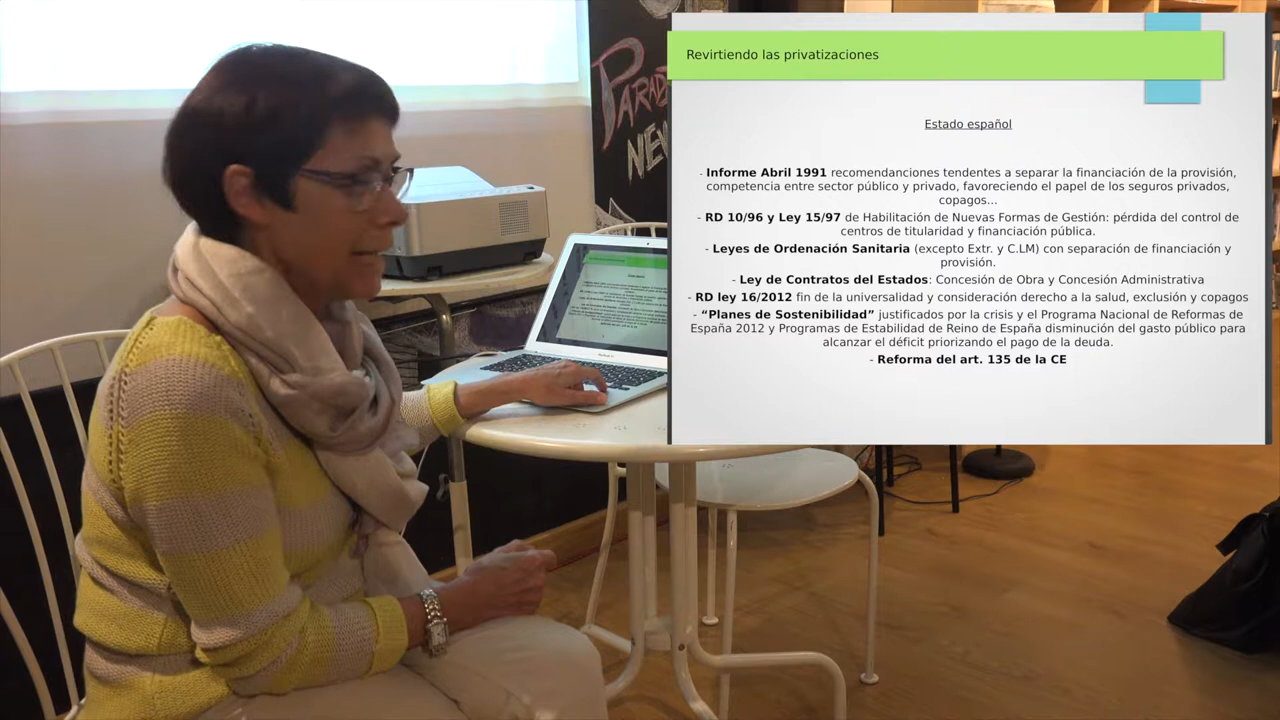 PARAD
NEW
Revirtiendo las privatizaciones
Estado español
- Informe Abril 1991 recomendanciones tendentes a separar la financiación de la provisión,
competencia entre sector público y privado, favoreciendo el papel de los seguros privados,
copagos...
- RD 10/96 y Ley 15/97 de Habilitación de Nuevas Formas de Gestión: pérdida del control de
centros de titularidad y financiación pública.
- Leyes de Ordenación Sanitaria (excepto Extr. y C.LM) con separación de financiación y
provisión.
- Ley de Contratos del Estados: Concesión de Obra y Concesión Administrativa
- RD ley 16/2012 fin de la universalidad y consideración derecho a la salud, exclusión y copagos
- “Planes de Sostenibilidad” justificados por la crisis y el Programa Nacional de Reformas de
España 2012 y Programas de Estabilidad de Reino de España disminución del gasto público para
alcanzar el déficit priorizando el pago de la deuda.
- Reforma del art. 135 de la CE